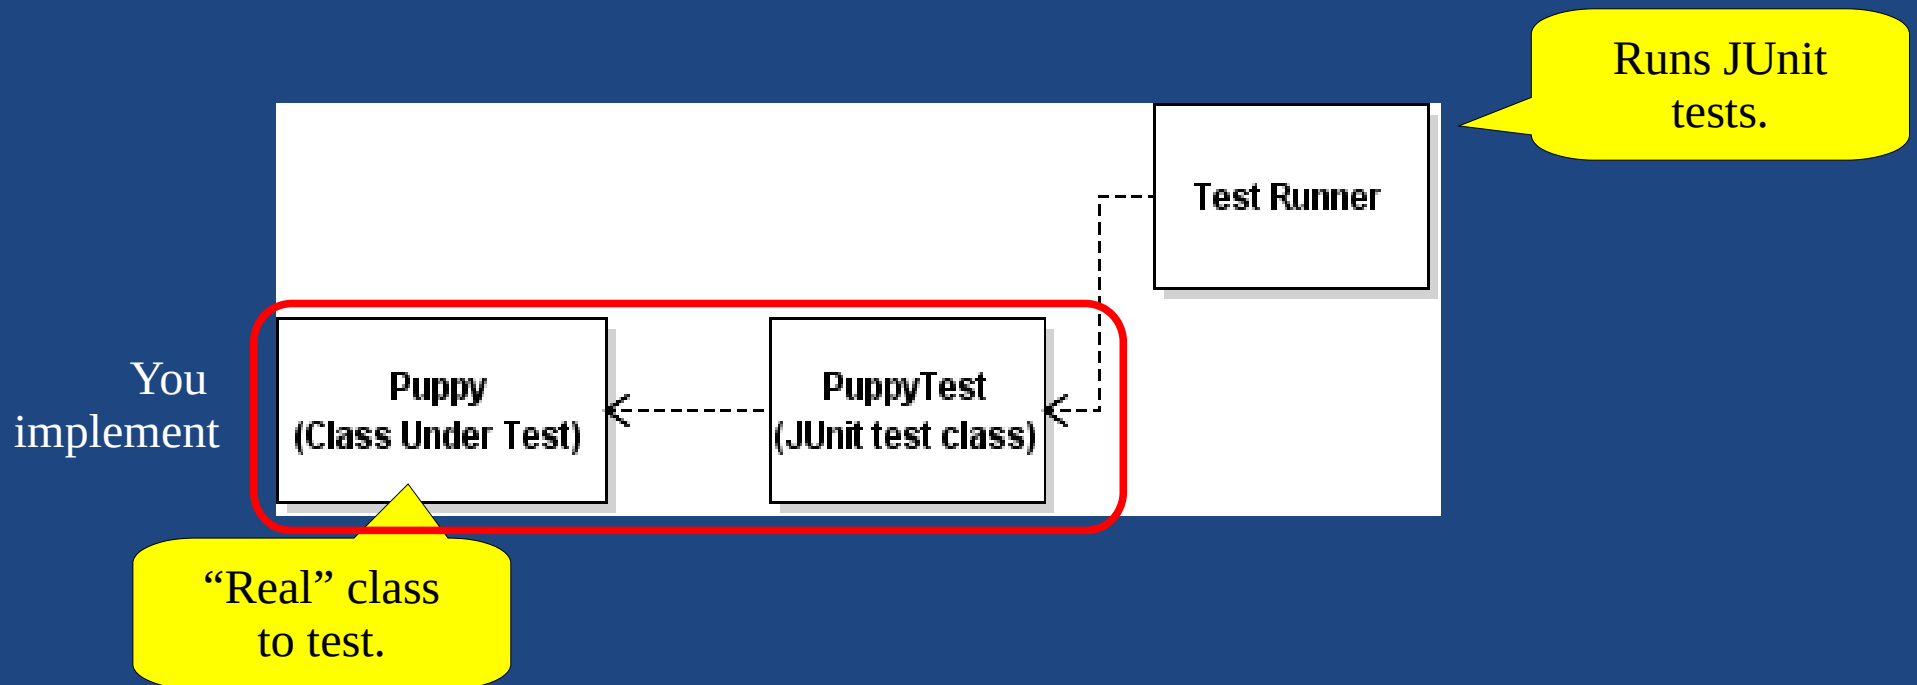 Runs JUnit
tests.
Test Runner
You
implement
Puppy
(Class Under Test)
PuppyTest
(JUnit test class)
“Real” class
to test.